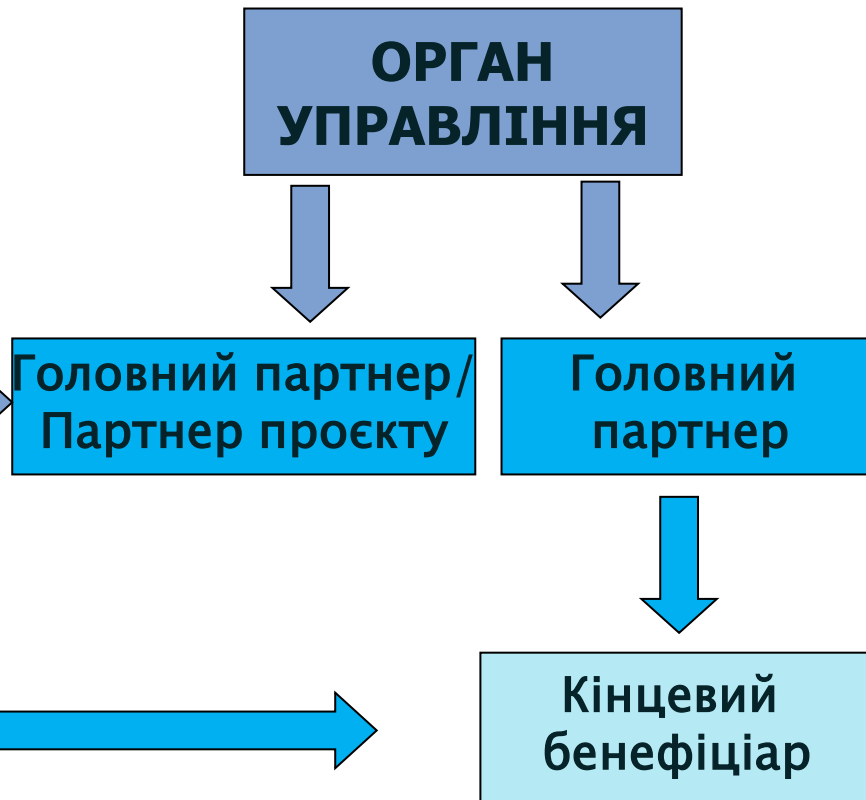 ОРГАН
УПРАВЛІННЯ
Головний партнер/
Партнер проєкту
Головний
партнер
Кінцевий
бенефіціар